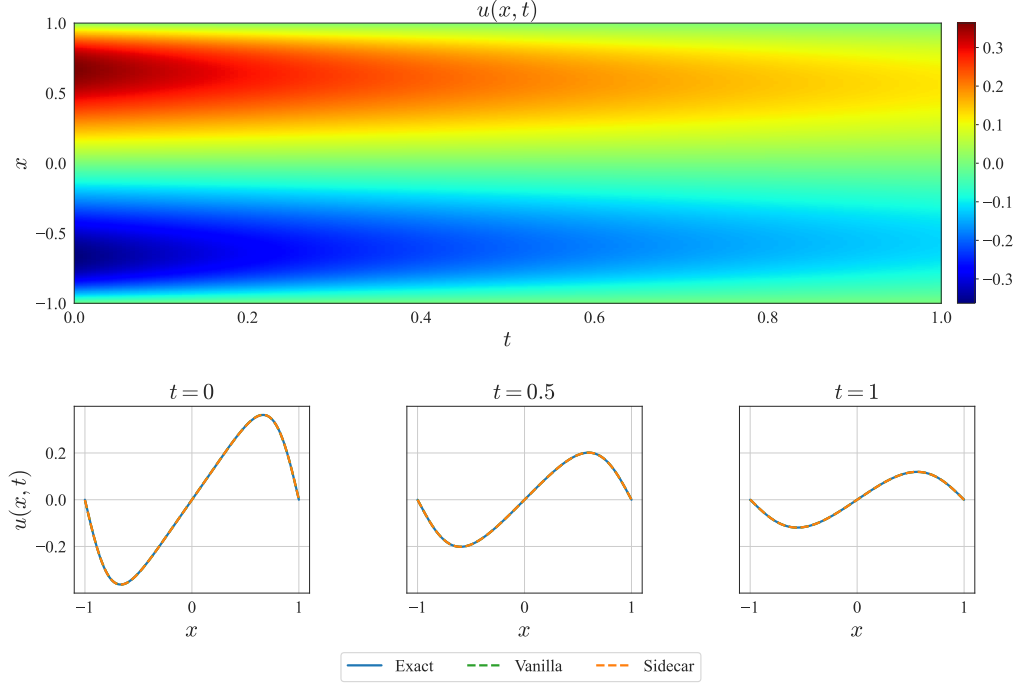 u(x, t)
1.0
0.5
0.0
−0.5
−1.0
x
0.0 0.2 0.4 0.6 0.8 1.0
t
0.3
0.2
0.1
0.0
−0.1
−0.2
−0.3
t = 0
t = 0.5
t = 1
u(x, t)
0.2
0.0
−0.2
−1 0 1
−1 0 1
−1 0 1
x
x
x
Exact Vanilla Sidecar